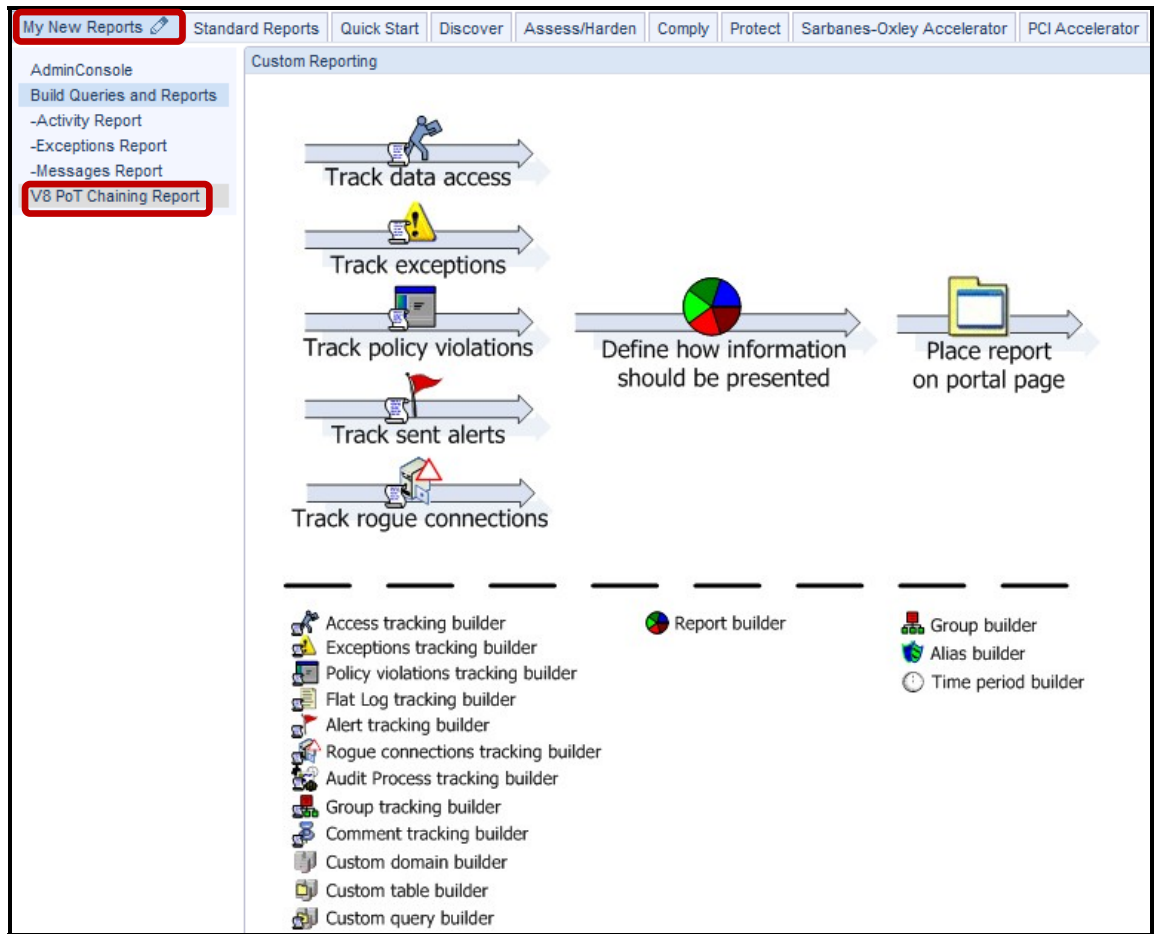 My New Reports
Standard Reports
Quick Start
Discover
Assess/Harden
Comply
Protect
Sarbanes-Oxley Accelerator
PCI Accelerator
AdminConsole
Build Queries and Reports
-Activity Report
-Exceptions Report
-Messages Report
V8 PoT Chaining Report
Custom Reporting
Track data access
Track exceptions
Track policy violations
Track sent alerts
Track rogue connections
Define how information
should be presented
Place report
on portal page
Access tracking builder
Exceptions tracking builder
Policy violations tracking builder
Flat Log tracking builder
Alert tracking builder
Rogue connections tracking builder
Audit Process tracking builder
Group tracking builder
Comment tracking builder
Custom domain builder
Custom table builder
Custom query builder
Report builder
Group builder
Alias builder
Time period builder